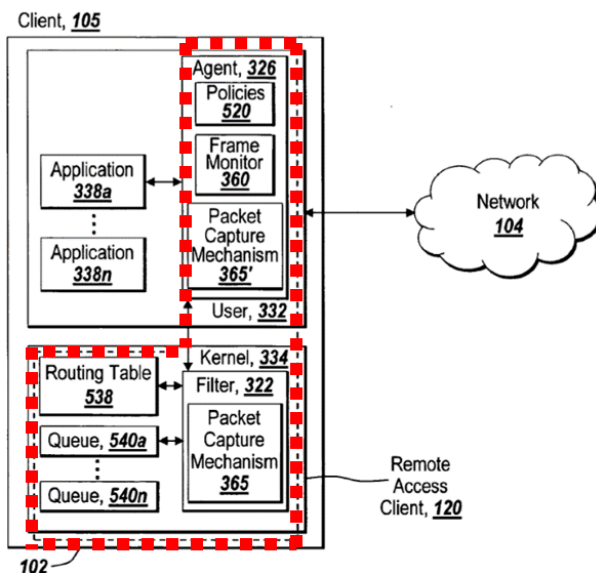 Client, 105
Agent, 326
Policies
520
Frame
Monitor
360
Application
338a
Packet
Capture
Mechanism
365'
Application
338n
Network
104
User, 332
Kernel, 334
Routing Table
538
Filter, 322
Packet
Capture
Mechanism
365
Queue, 540a
Queue, 540n
Remote
Access
Client, 120
102